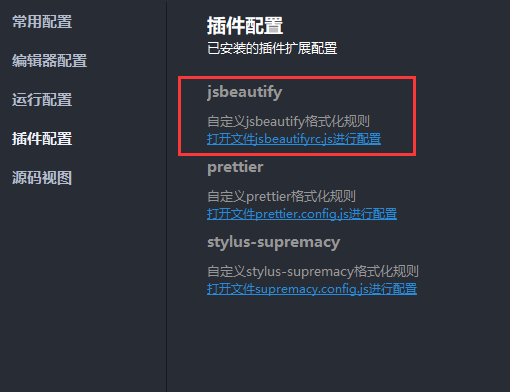 常用配置
编辑器配置
运行配置
插件配置
源码视图
插件配置
已安装的插件扩展配置
jsbeautify
自定义jsbeautify格式化规则
打开文件jsbeautifyrc.js进行配置
prettier
自定义prettier格式化规则
打开文件prettier.config.js进行配置
stylus-supremacy
自定义stylus-supremacy格式化规则
打开文件supremacy.config.js进行配置